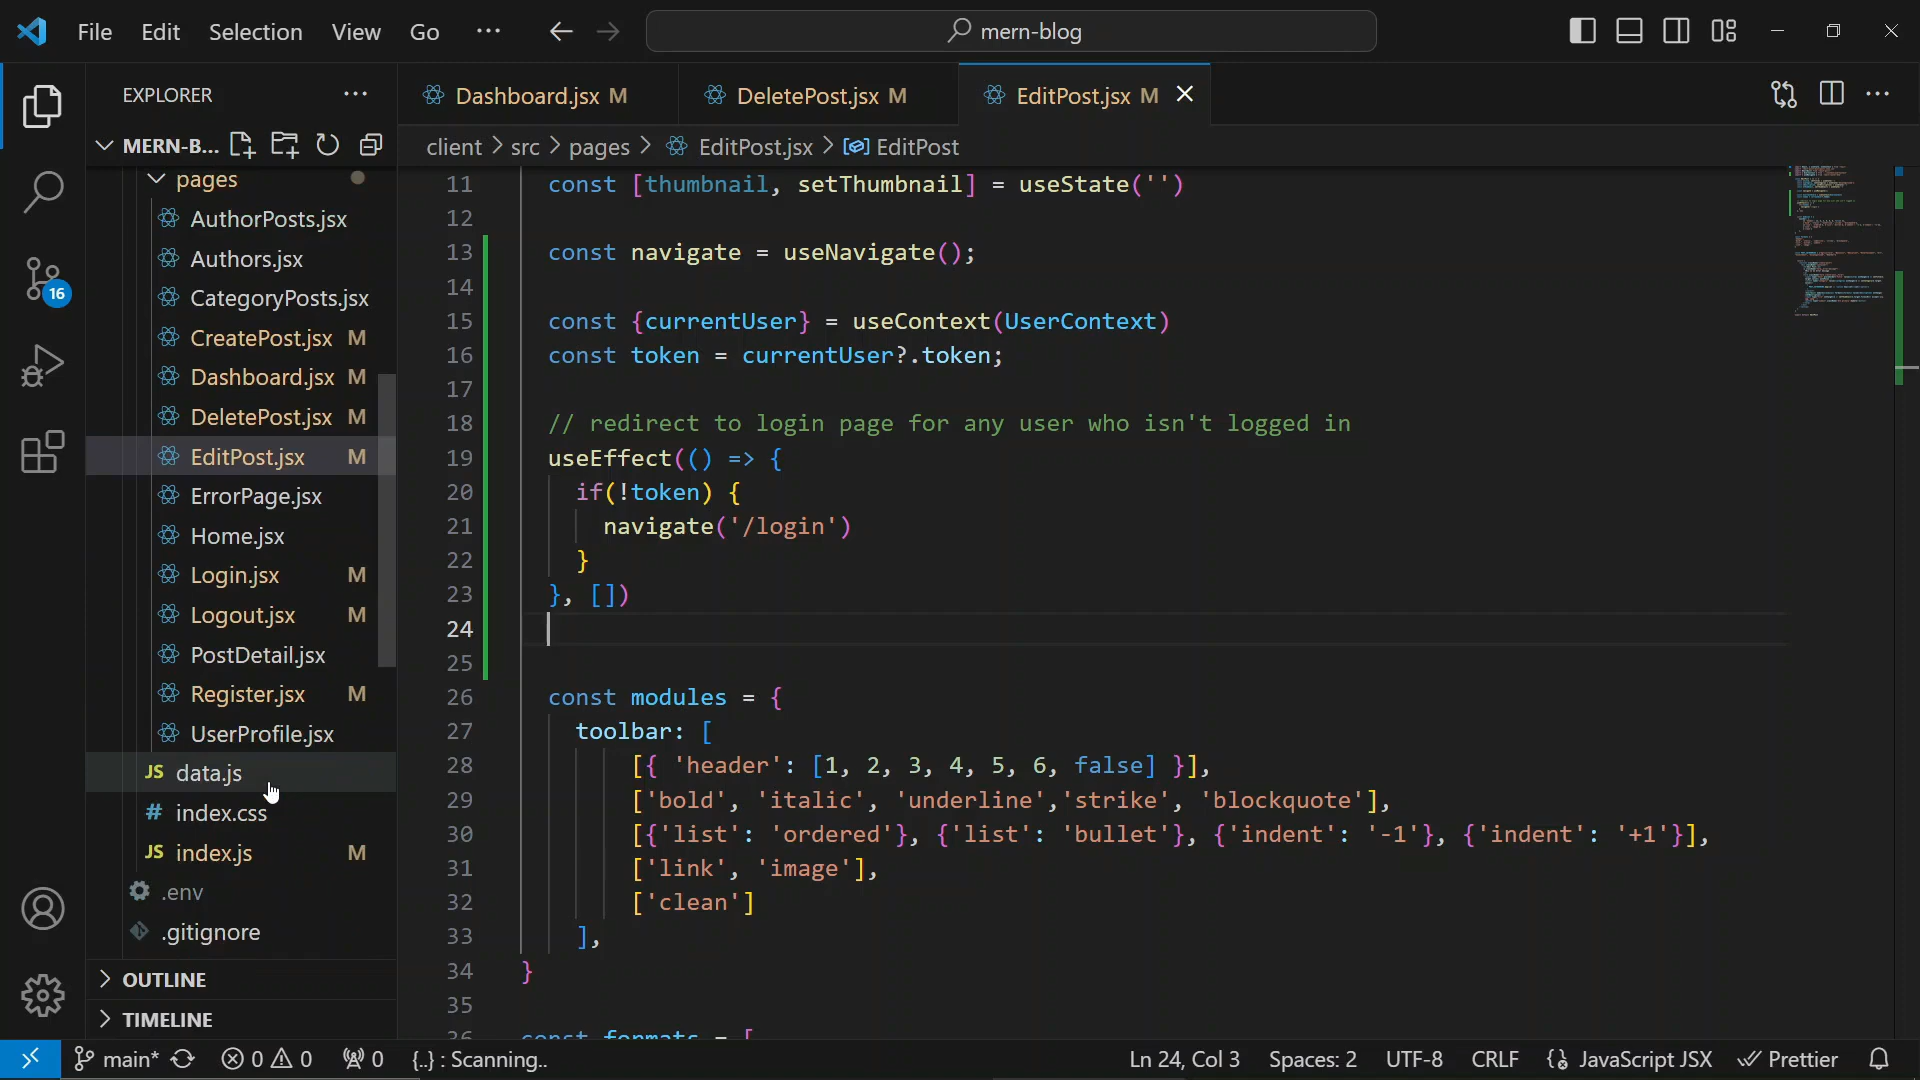 File Edit Selection View Go ··· mern-blog
EXPLORER ···
MERN-B...
pages
AuthorPosts.jsx
Authors.jsx
CategoryPosts.jsx
CreatePost.jsx M
Dashboard.jsx M
DeletePost.jsx M
EditPost.jsx M
ErrorPage.jsx
Home.jsx
Login.jsx M
Logout.jsx M
PostDetail.jsx
Register.jsx M
UserProfile.jsx
JS data.js
# index.css
JS index.js M
.env
.gitignore
OUTLINE
TIMELINE
16
Dashboard.jsx M DeletePost.jsx M EditPost.jsx M
client > src > pages > EditPost.jsx > EditPost
11 const [thumbnail, setThumbnail] = useState('')
12
13 const navigate = useNavigate();
14
15 const {currentUser} = useContext(UserContext)
16 const token = currentUser?.token;
17
18 // redirect to login page for any user who isn't logged in
19 useEffect(() => {
20 if(!token) {
21 navigate('/login')
22 }
23 }, [])
24
25
26 const modules = {
27 toolbar: [
28 [{ 'header': [1, 2, 3, 4, 5, 6, false] }],
29 ['bold', 'italic', 'underline','strike', 'blockquote'],
30 [{'list': 'ordered'}, {'list': 'bullet'}, {'indent': '-1'}, {'indent': '+1'}],
31 ['link', 'image'],
32 ['clean']
33 ],
34 }
35
36 const formats = [
main* 0 0 0 {..} : Scanning.. Ln 24, Col 3 Spaces: 2 UTF-8 CRLF JavaScript JSX Prettier